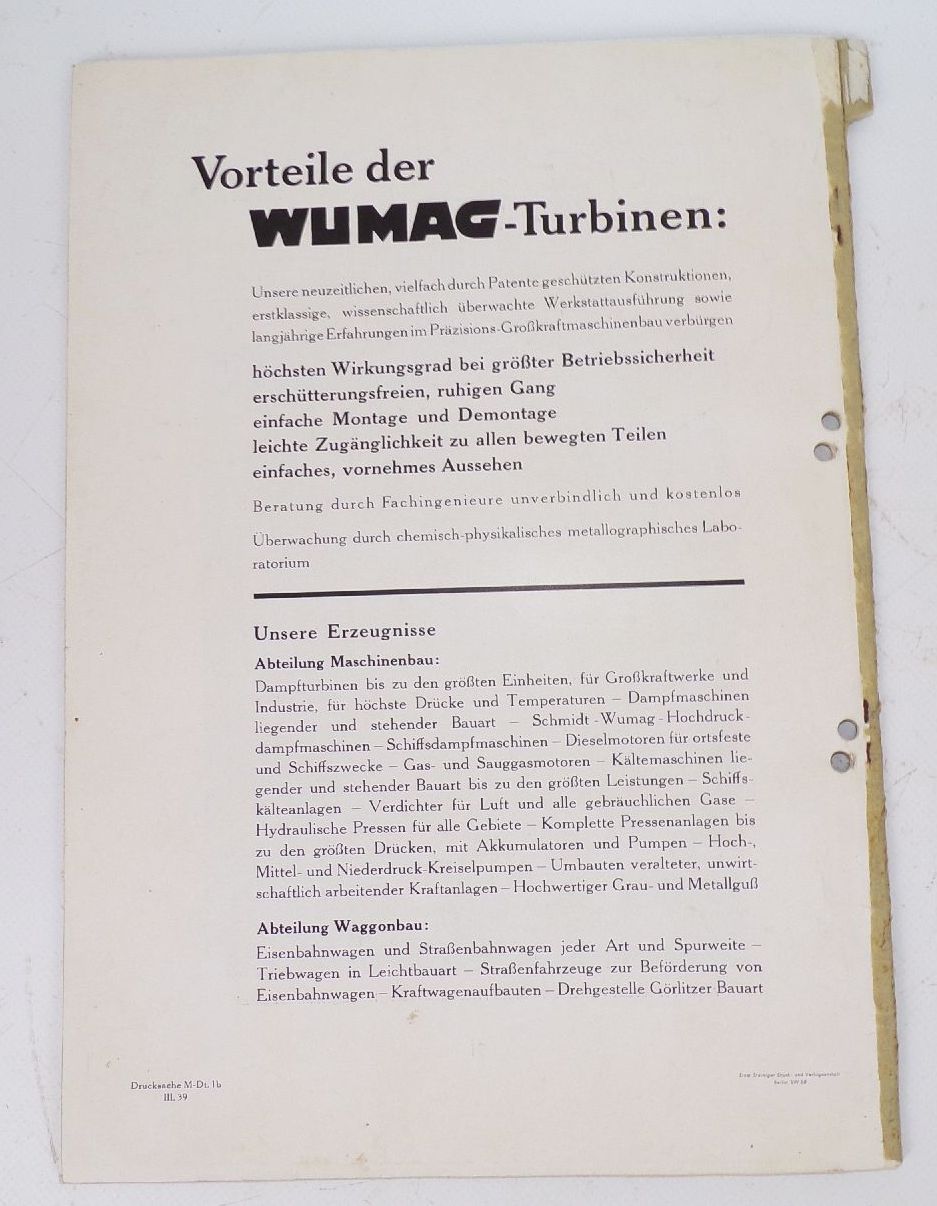 Vorteile der
WUMAG-Turbinen:
Unsere neuzeitlichen, vielfach durch Patente geschützten Konstruktionen,
erstklassige, wissenschaftlich überwachte Werkstattausführung sowie
langjährige Erfahrungen im Präzisions-Großkraftmaschinenbau verbürgen
höchsten Wirkungsgrad bei größter Betriebssicherheit
erschütterungsfreien, ruhigen Gang
einfache Montage und Demontage
leichte Zugänglichkeit zu allen bewegten Teilen
einfaches, vornehmes Aussehen
Beratung durch Fachingenieure unverbindlich und kostenlos
Überwachung durch chemisch-physikalisches metallographisches Labo-
ratorium
Unsere Erzeugnisse
Abteilung Maschinenbau:
Dampfturbinen bis zu den größten Einheiten, für Großkraftwerke und
Industrie, für höchste Drücke und Temperaturen – Dampfmaschinen
liegender und stehender Bauart – Schmidt-Wumag-Hochdruck-
dampfmaschinen – Schiffsdampfmaschinen – Dieselmotoren für ortsfeste
und Schiffszwecke – Gas- und Sauggasmotoren – Kältemaschinen lie-
gender und stehender Bauart bis zu den größten Leistungen – Schiffs-
kälteanlagen – Verdichter für Luft und alle gebräuchlichen Gase –
Hydraulische Pressen für alle Gebiete – Komplette Pressenanlagen bis
zu den größten Drücken, mit Akkumulatoren und Pumpen – Hoch-,
Mittel- und Niederdruck-Kreiselpumpen – Umbauten veralteter, unwirt-
schaftlich arbeitender Kraftanlagen – Hochwertiger Grau- und Metallguß
Abteilung Waggonbau:
Eisenbahnwagen und Straßenbahnwagen jeder Art und Spurweite –
Triebwagen in Leichtbauart – Straßenfahrzeuge zur Beförderung von
Eisenbahnwagen – Kraftwagenaufbauten – Drehgestelle Görlitzer Bauart
Drucksache M-Dt. 1b
III. 39
Druck- und Verlagsanstalt
Berlin SW 68